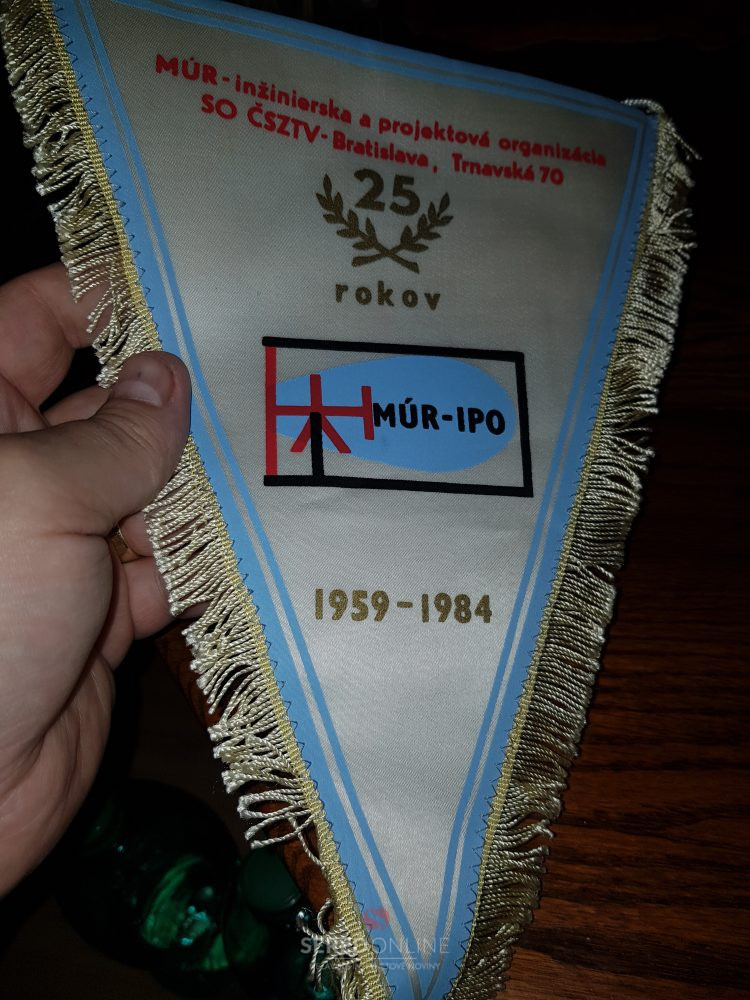 MÚR - inžinierska a projektová organizácia
SO ČSZTV - Bratislava, Trnavská 70
25
rokov
MÚR-IPO
1959-1984